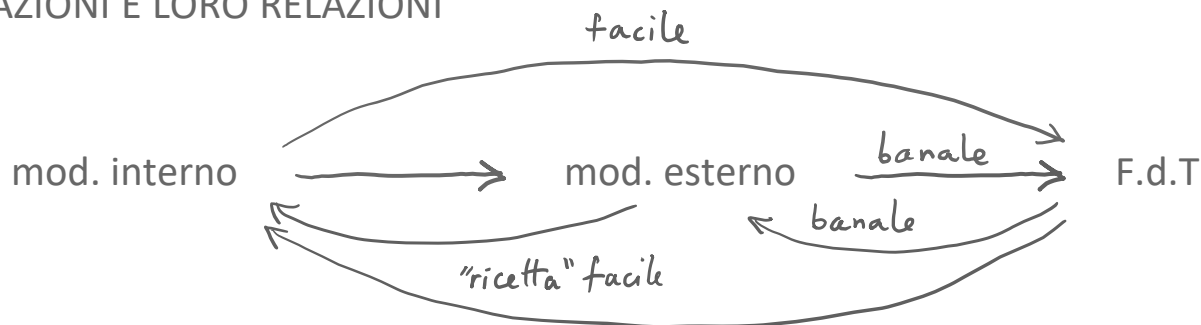 AZIONI E LORO RELAZIONI
facile
mod. interno mod. esterno banale F.d.T
banale
"ricetta" facile